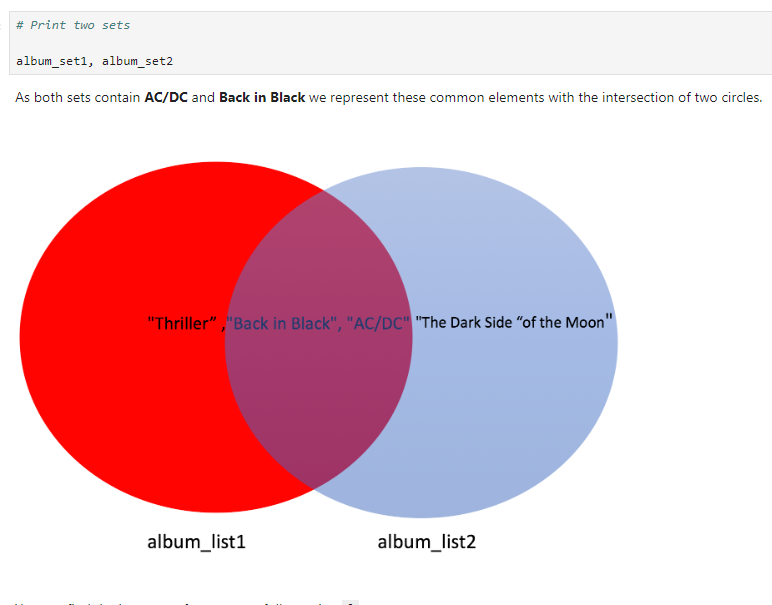 # Print two sets
album_set1, album_set2
As both sets contain AC/DC and Back in Black we represent these common elements with the intersection of two circles.
"Thriller” ,"Back in Black", "AC/DC" "The Dark Side “of the Moon"
album_list1 album_list2